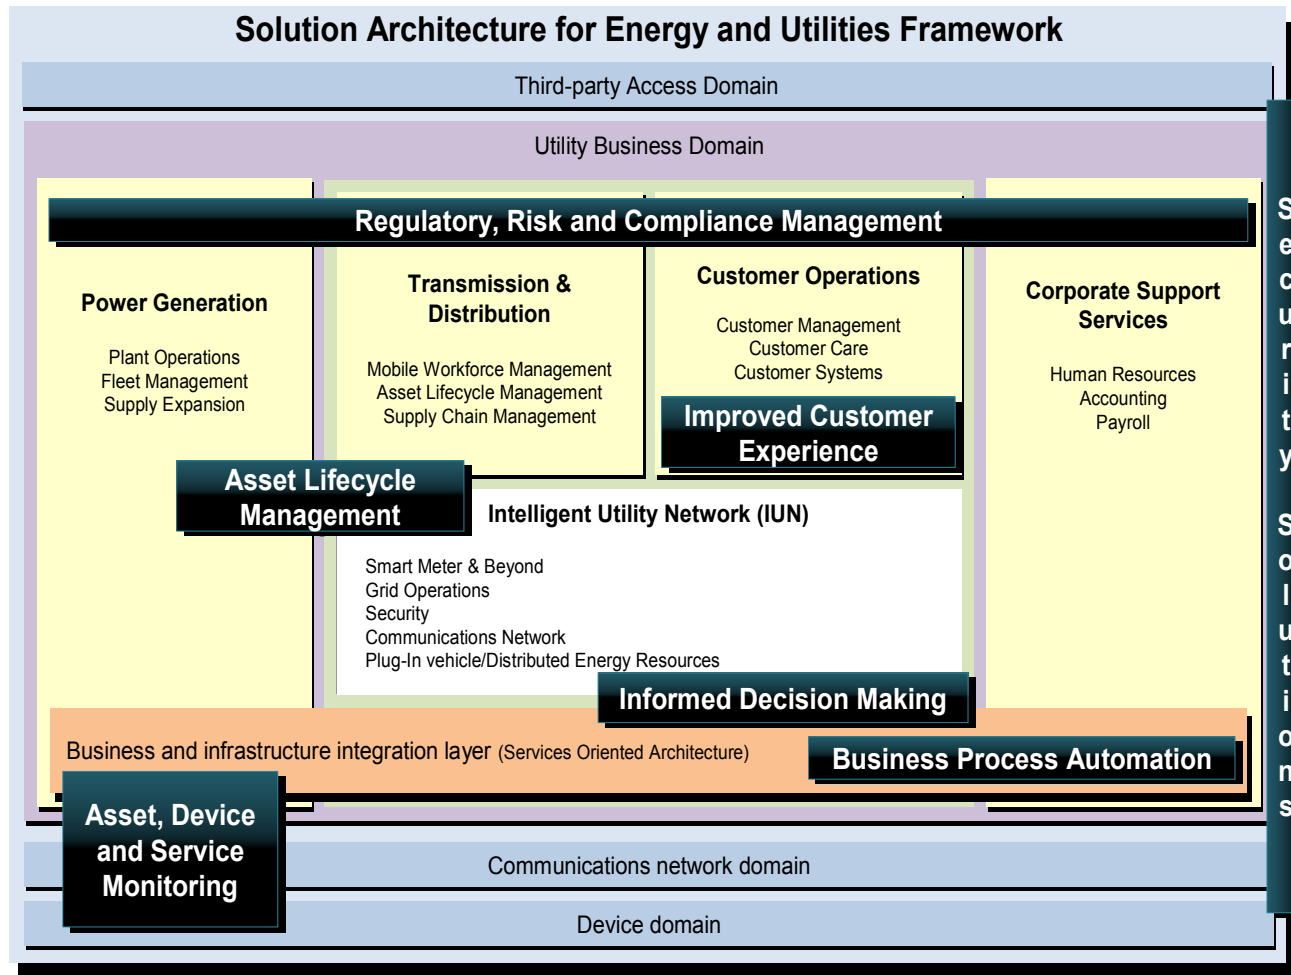 Solution Architecture for Energy and Utilities Framework
Third-party Access Domain
Utility Business Domain
Regulatory, Risk and Compliance Management
Power Generation
Plant Operations
Fleet Management
Supply Expansion
Transmission &
Distribution
Mobile Workforce Management
Asset Lifecycle Management
Supply Chain Management
Customer Operations
Customer Management
Customer Care
Customer Systems
Improved Customer
Experience
Corporate Support
Services
Human Resources
Accounting
Payroll
Asset Lifecycle
Management
Intelligent Utility Network (IUN)
Smart Meter & Beyond
Grid Operations
Security
Communications Network
Plug-In vehicle/Distributed Energy Resources
Informed Decision Making
Business and infrastructure integration layer (Services Oriented Architecture)
Business Process Automation
Asset, Device
and Service
Monitoring
Communications network domain
Device domain
Security Solutions